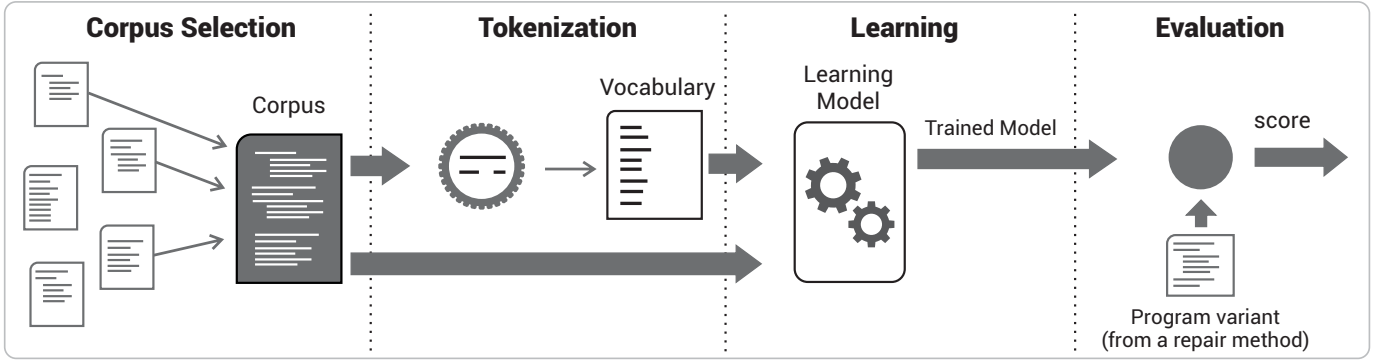 Corpus Selection
Tokenization
Learning
Evaluation
Corpus
Vocabulary
Learning
Model
Trained Model
score
Program variant
(from a repair method)